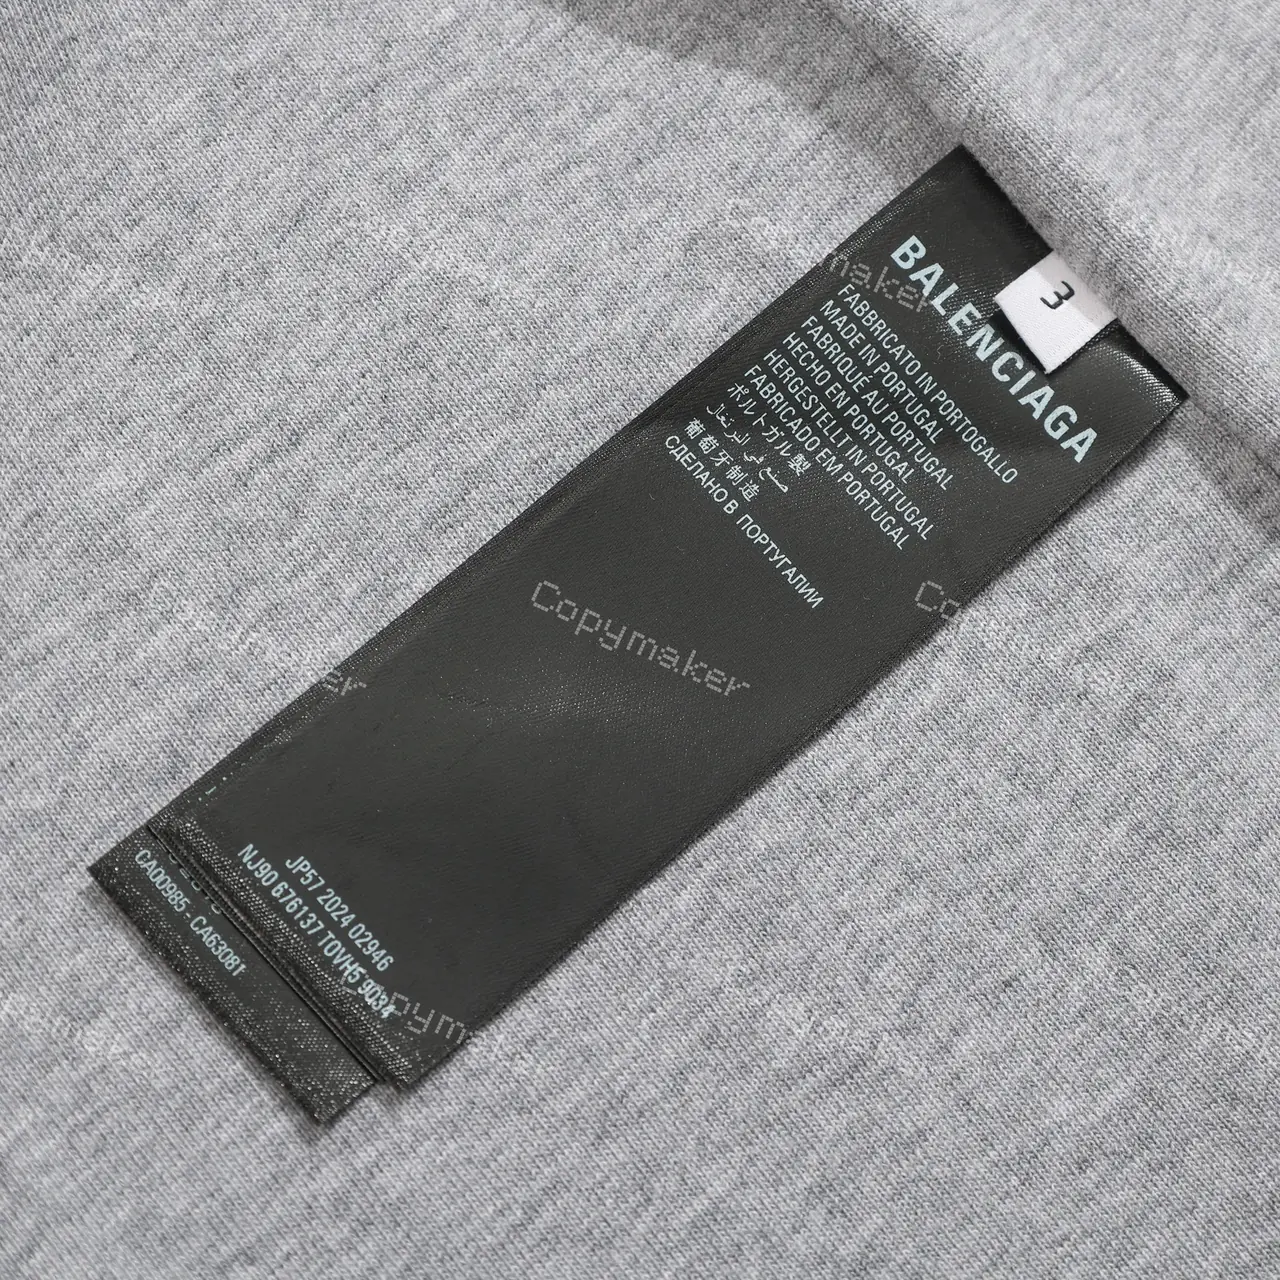 BALENCIAGA
3
FABBRICATO IN PORTOGALLO
MADE IN PORTUGAL
FABRIQUÉ AU PORTUGAL
HECHO EN PORTUGAL
HERGESTELLT IN PORTUGAL
FABRICADO EM PORTUGAL
ポルトガル製
صنع في البرتغال
葡萄牙制造
СДЕЛАНО В ПОРТУГАЛИИ
Copymaker
JP57 2024 02946
NJ90 676137 TOVH5 9034
CA00985 - CA63081